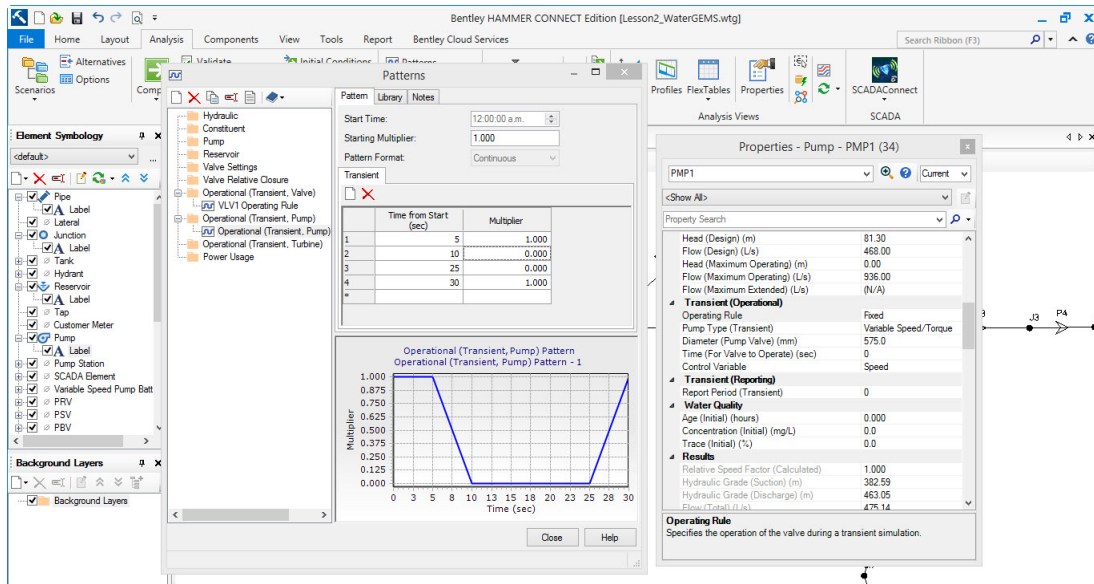 Bentley HAMMER CONNECT Edition [Lesson2_WaterGEMS.wtg]
File Home Layout Analysis Components View Tools Report Bentley Cloud Services
Search Ribbon (F3)
Scenarios
Alternatives
Options
Validate
Initial Conditions
Patterns
Profiles FlexTables Properties
Analysis Views
SCADAConnect
SCADA
Element Symbology
<default>
...
Pipe
Label
Lateral
Junction
Label
Tank
Hydrant
Reservoir
Label
Tap
Customer Meter
Pump
Label
Pump Station
SCADA Element
Variable Speed Pump Batt
PRV
PSV
PBV
Background Layers
Background Layers
Patterns
Hydraulic
Constituent
Pump
Reservoir
Valve Settings
Valve Relative Closure
Operational (Transient, Valve)
VLV1 Operating Rule
Operational (Transient, Pump)
Operational (Transient, Pump)
Operational (Transient, Turbine)
Power Usage
Pattern Library Notes
Start Time: 12:00:00 a.m.
Starting Multiplier: 1.000
Pattern Format: Continuous
Transient
Time from Start (sec) Multiplier
1 5 1.000
2 10 0.000
3 25 0.000
4 30 1.000
*
Operational (Transient, Pump) Pattern
Operational (Transient, Pump) Pattern - 1
Multiplier
1.000
0.875
0.750
0.625
0.500
0.375
0.250
0.125
0.000
0 3 5 8 10 13 15 18 20 23 25 28 30
Time (sec)
Close Help
Properties - Pump - PMP1 (34)
PMP1 Current
<Show All>
Property Search
Head (Design) (m) 81.30
Flow (Design) (L/s) 468.00
Head (Maximum Operating) (m) 0.00
Flow (Maximum Operating) (L/s) 936.00
Flow (Maximum Extended) (L/s) (N/A)
Transient (Operational)
Operating Rule Fixed
Pump Type (Transient) Variable Speed/Torque
Diameter (Pump Valve) (mm) 575.0
Time (For Valve to Operate) (sec) 0
Control Variable Speed
Transient (Reporting)
Report Period (Transient) 0
Water Quality
Age (Initial) (hours) 0.000
Concentration (Initial) (mg/L) 0.0
Trace (Initial) (%) 0.0
Results
Relative Speed Factor (Calculated) 1.000
Hydraulic Grade (Suction) (m) 382.59
Hydraulic Grade (Discharge) (m) 463.05
Flow (Total) (L/s) 475.14
Operating Rule
Specifies the operation of the valve during a transient simulation.
J3 P4